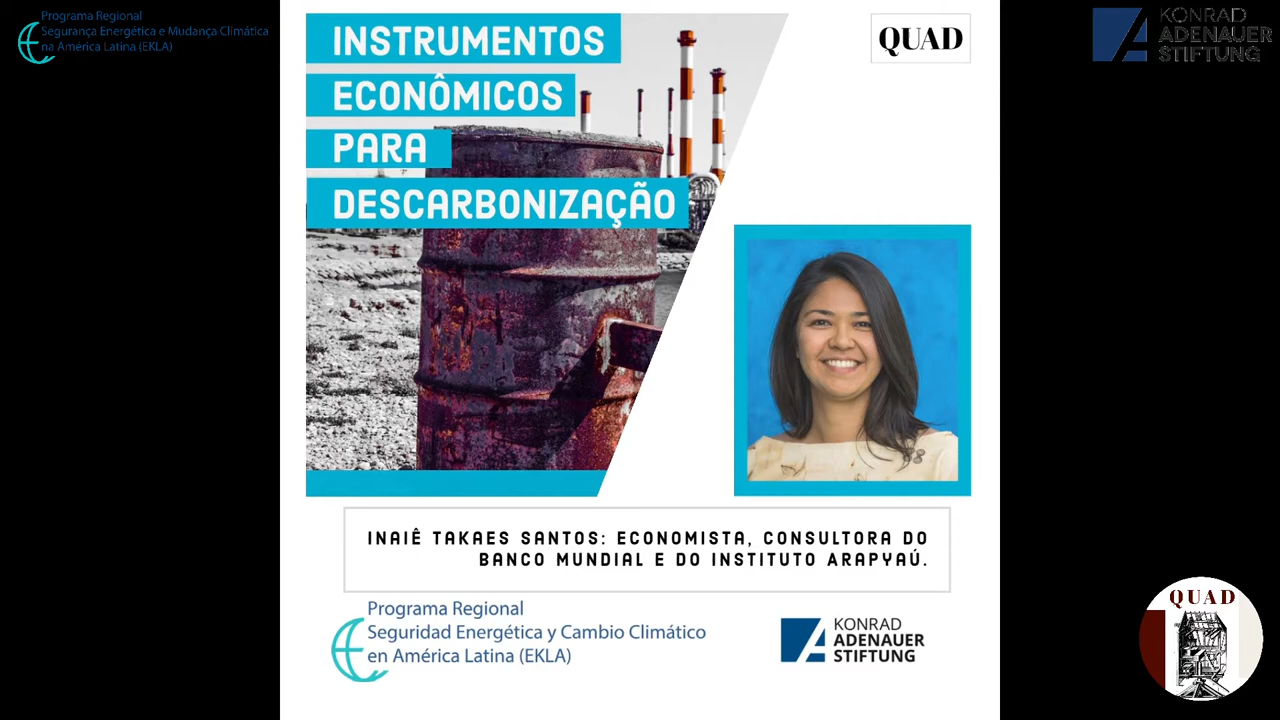 Programa Regional
Segurança Energética e Mudança Climática
na América Latina (EKLA)
KONRAD
ADENAUER
STIFTUNG
INSTRUMENTOS
ECONÔMICOS
PARA
DESCARBONIZAÇÃO
QUAD
INAIÊ TAKAES SANTOS: ECONOMISTA, CONSULTORA DO
BANCO MUNDIAL E DO INSTITUTO ARAPYAÚ.
Programa Regional
Seguridad Energética y Cambio Climático
en América Latina (EKLA)
KONRAD
ADENAUER
STIFTUNG
QUAD